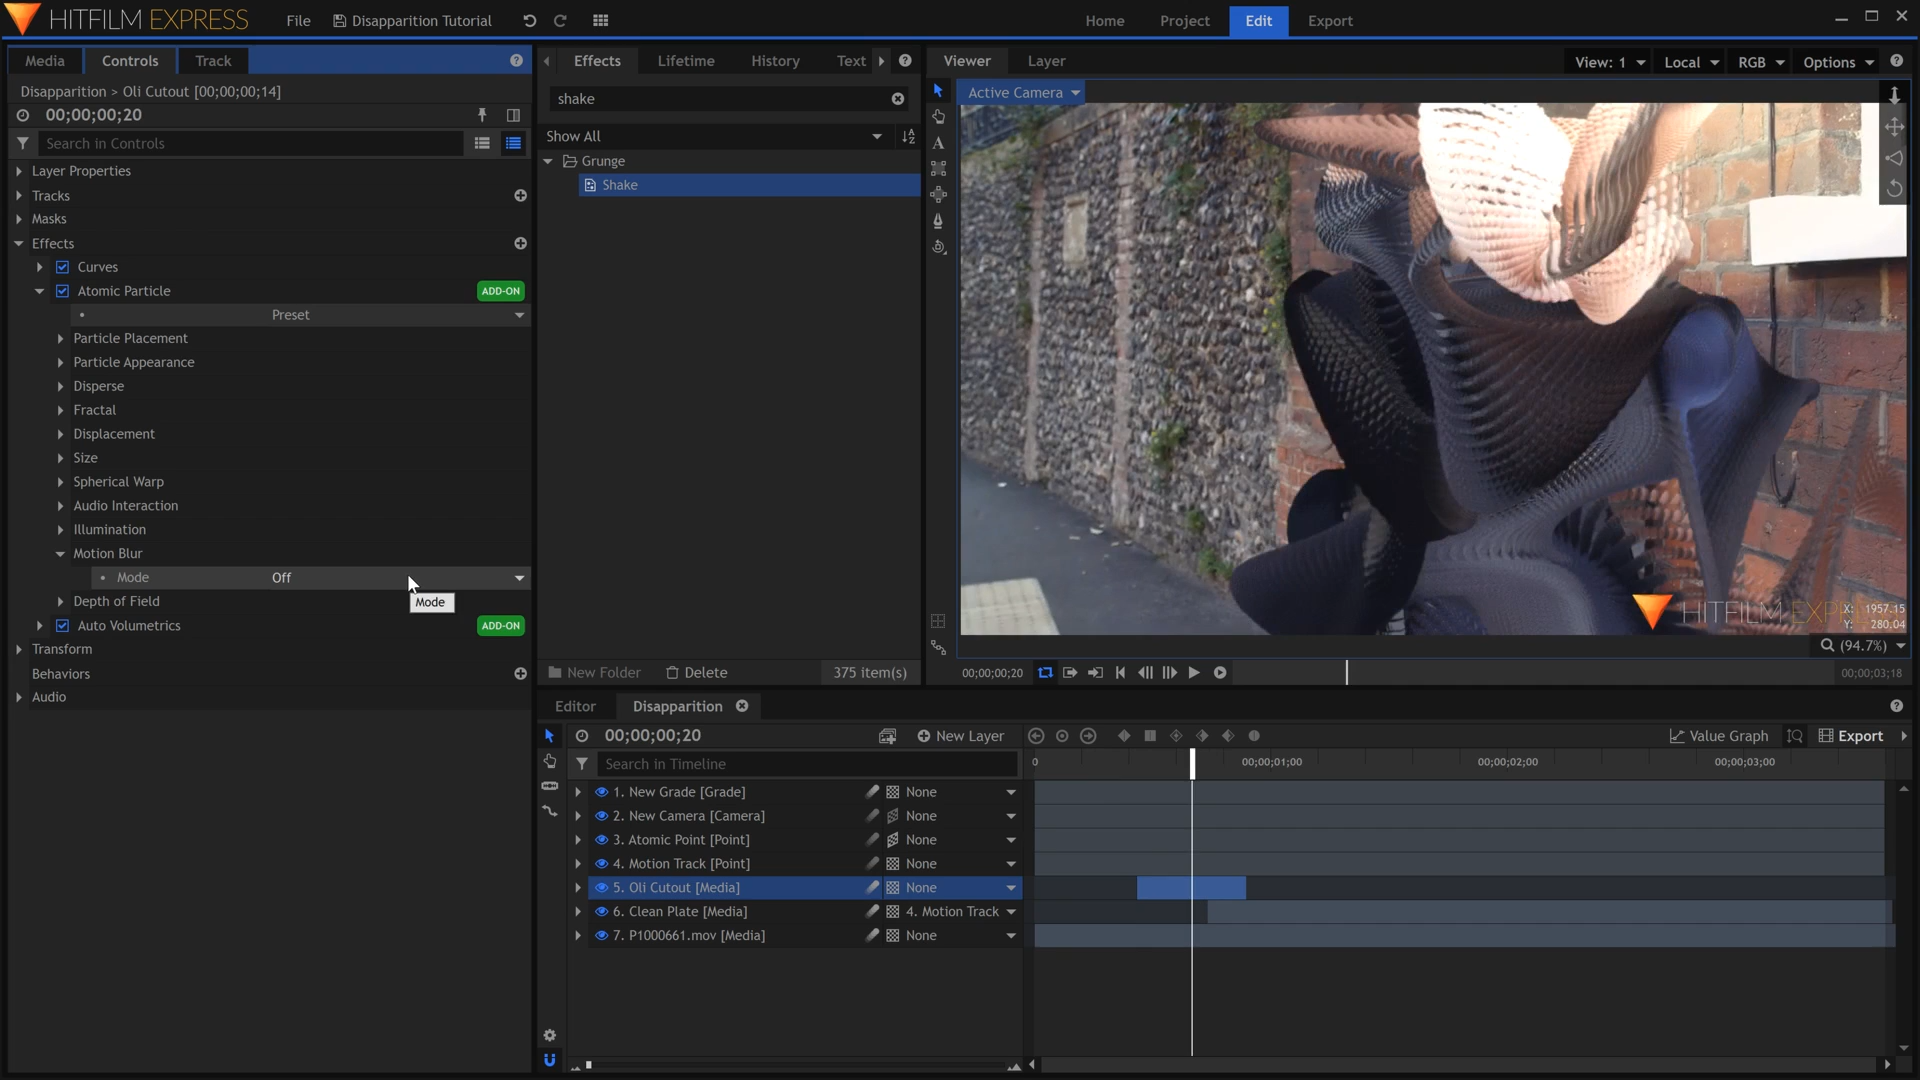 HITFILM EXPRESS
File
Disapparition Tutorial
Home
Project
Edit
Export
Media
Controls
Track
Disapparition > Oli Cutout [00;00;00;14]
00;00;00;20
Search in Controls
Layer Properties
Tracks
Masks
Effects
Curves
Atomic Particle
ADD-ON
Preset
Particle Placement
Particle Appearance
Disperse
Fractal
Displacement
Size
Spherical Warp
Audio Interaction
Illumination
Motion Blur
Mode Off
Mode
Depth of Field
Auto Volumetrics
ADD-ON
Transform
Behaviors
Audio
Effects
Lifetime
History
Text
shake
Show All
Grunge
Shake
New Folder
Delete
375 item(s)
Viewer
Layer
View: 1
Local
RGB
Options
Active Camera
HITFILM EXPRESS
X: 1957.15
Y: 280.04
(94.7%)
00;00;00;20
00;00;03;18
Editor
Disapparition
00;00;00;20
New Layer
Value Graph
Export
Search in Timeline
0
00;00;01;00
00;00;02;00
00;00;03;00
1. New Grade [Grade] None
2. New Camera [Camera] None
3. Atomic Point [Point] None
4. Motion Track [Point] None
5. Oli Cutout [Media] None
6. Clean Plate [Media] 4. Motion Track
7. P1000661.mov [Media] None